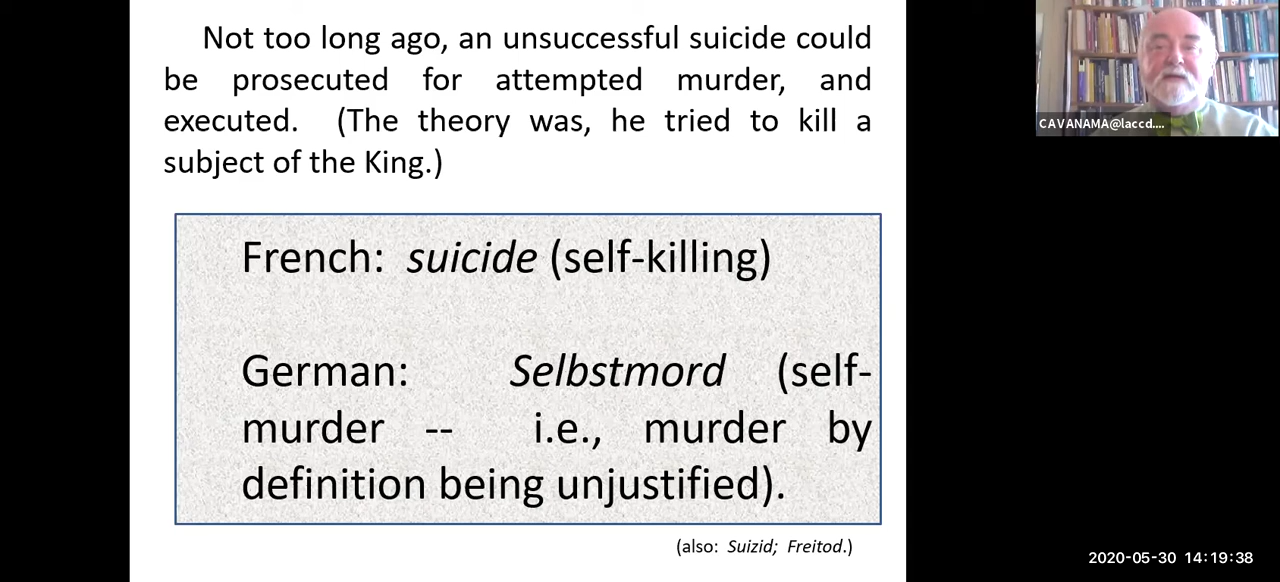 Not too long ago, an unsuccessful suicide could
be prosecuted for attempted murder, and
executed. (The theory was, he tried to kill a
subject of the King.)
French: suicide (self-killing)
German: Selbstmord (self-
murder -- i.e., murder by
definition being unjustified).
(also: Suizid; Freitod.)
CAVANAMA@laccd....
2020-05-30 14:19:38